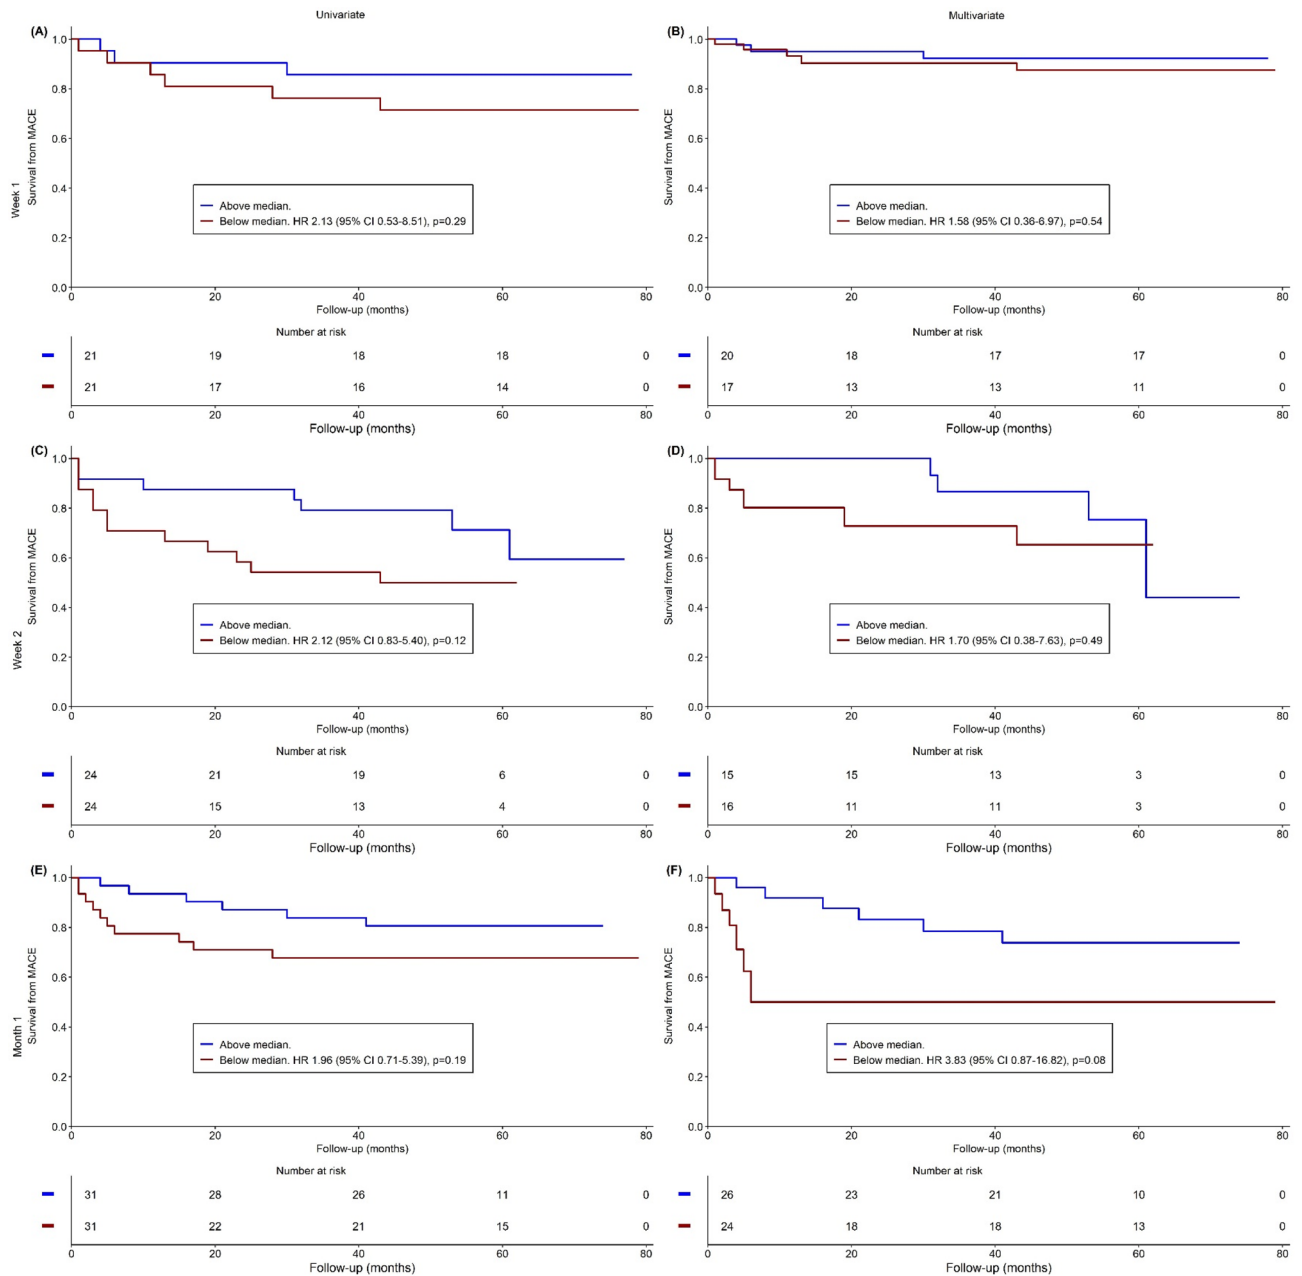 Univariate
Multivariate
(A)
Week 1
Survival from MACE
1.0
0.8
0.6
0.4
0.2
0.0
Above median.
Below median. HR 2.13 (95% CI 0.53-8.51), p=0.29
0 20 40 60 80
Follow-up (months)
Number at risk
21 19 18 18 0
21 17 16 14 0
0 20 40 60 80
Follow-up (months)
(B)
Survival from MACE
1.0
0.8
0.6
0.4
0.2
0.0
Above median.
Below median. HR 1.58 (95% CI 0.36-6.97), p=0.54
0 20 40 60 80
Follow-up (months)
Number at risk
20 18 17 17 0
17 13 13 11 0
0 20 40 60 80
Follow-up (months)
(C)
Week 2
Survival from MACE
1.0
0.8
0.6
0.4
0.2
0.0
Above median.
Below median. HR 2.12 (95% CI 0.83-5.40), p=0.12
0 20 40 60 80
Follow-up (months)
Number at risk
24 21 19 6 0
24 15 13 4 0
0 20 40 60 80
Follow-up (months)
(D)
Survival from MACE
1.0
0.8
0.6
0.4
0.2
0.0
Above median.
Below median. HR 1.70 (95% CI 0.38-7.63), p=0.49
0 20 40 60 80
Follow-up (months)
Number at risk
15 15 13 3 0
16 11 11 3 0
0 20 40 60 80
Follow-up (months)
(E)
Month 1
Survival from MACE
1.0
0.8
0.6
0.4
0.2
0.0
Above median.
Below median. HR 1.96 (95% CI 0.71-5.39), p=0.19
0 20 40 60 80
Follow-up (months)
Number at risk
31 28 26 11 0
31 22 21 15 0
0 20 40 60 80
Follow-up (months)
(F)
Survival from MACE
1.0
0.8
0.6
0.4
0.2
0.0
Above median.
Below median. HR 3.83 (95% CI 0.87-16.82), p=0.08
0 20 40 60 80
Follow-up (months)
Number at risk
26 23 21 10 0
24 18 18 13 0
0 20 40 60 80
Follow-up (months)